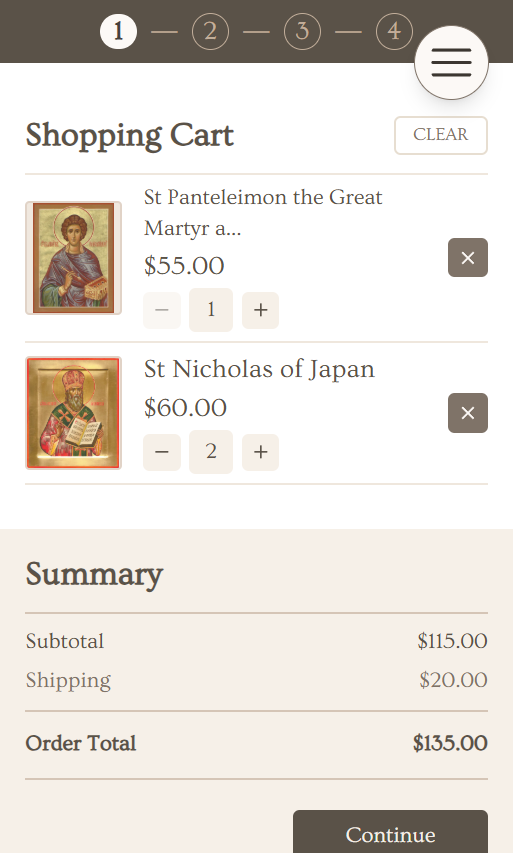 1 — 2 — 3 — 4
Shopping Cart
CLEAR
St Panteleimon the Great
Martyr a...
$55.00
− 1 +
×
St Nicholas of Japan
$60.00
− 2 +
×
Summary
Subtotal $115.00
Shipping $20.00
Order Total $135.00
Continue